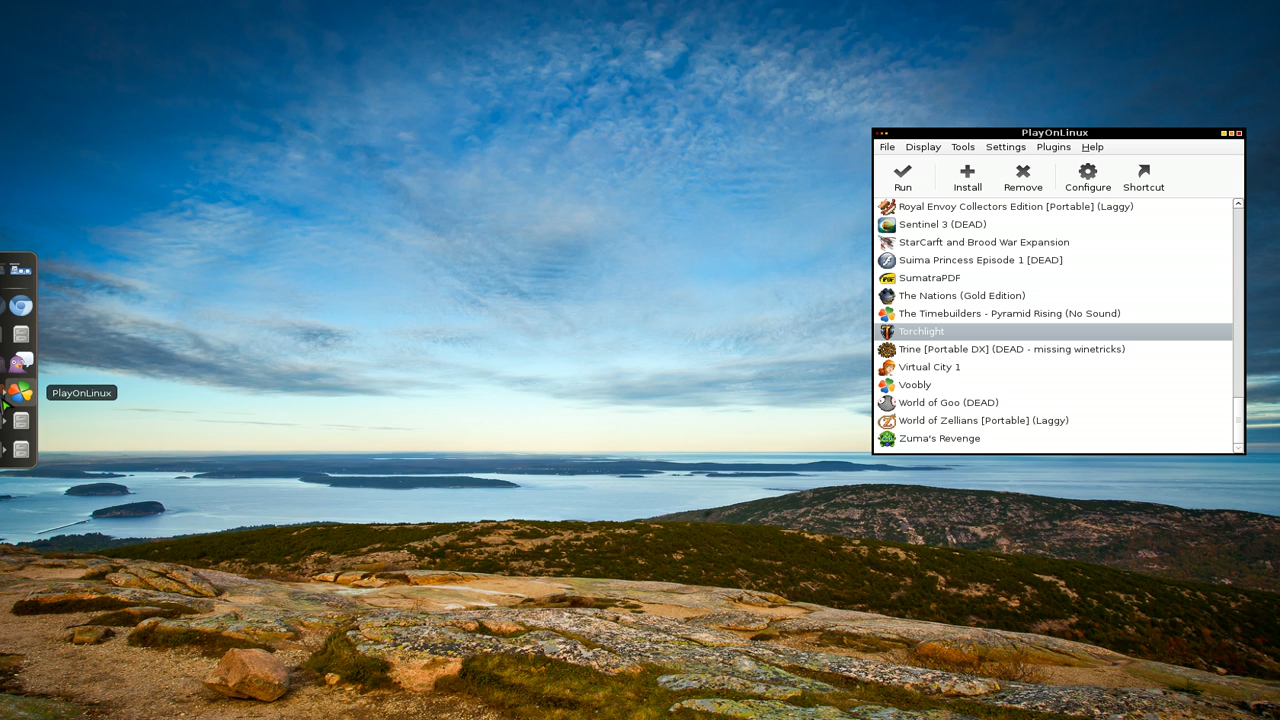 PlayOnLinux
File Display Tools Settings Plugins Help
Run Install Remove Configure Shortcut
Royal Envoy Collectors Edition [Portable] (Laggy)
Sentinel 3 (DEAD)
StarCarft and Brood War Expansion
Suima Princess Episode 1 [DEAD]
SumatraPDF
The Nations (Gold Edition)
The Timebuilders - Pyramid Rising (No Sound)
Torchlight
Trine [Portable DX] (DEAD - missing winetricks)
Virtual City 1
Voobly
World of Goo (DEAD)
World of Zellians [Portable] (Laggy)
Zuma's Revenge
PlayOnLinux